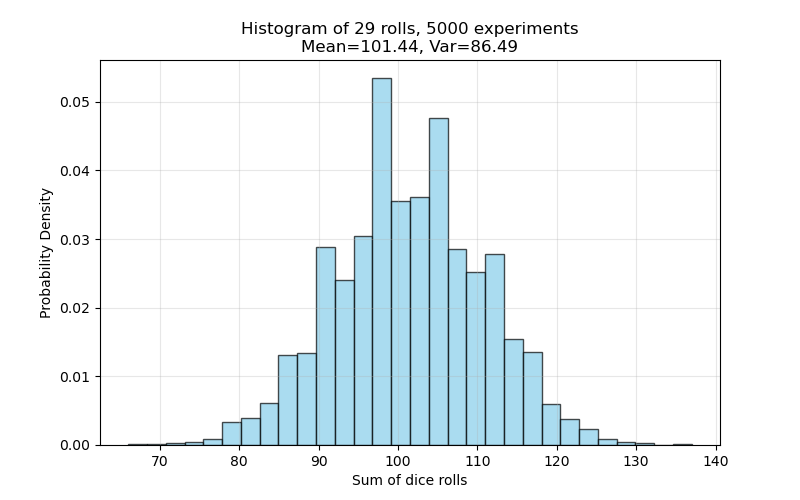 Histogram of 29 rolls, 5000 experiments
Mean=101.44, Var=86.49
0.05
0.04
0.03
0.02
0.01
0.00
Probability Density
70 80 90 100 110 120 130 140
Sum of dice rolls